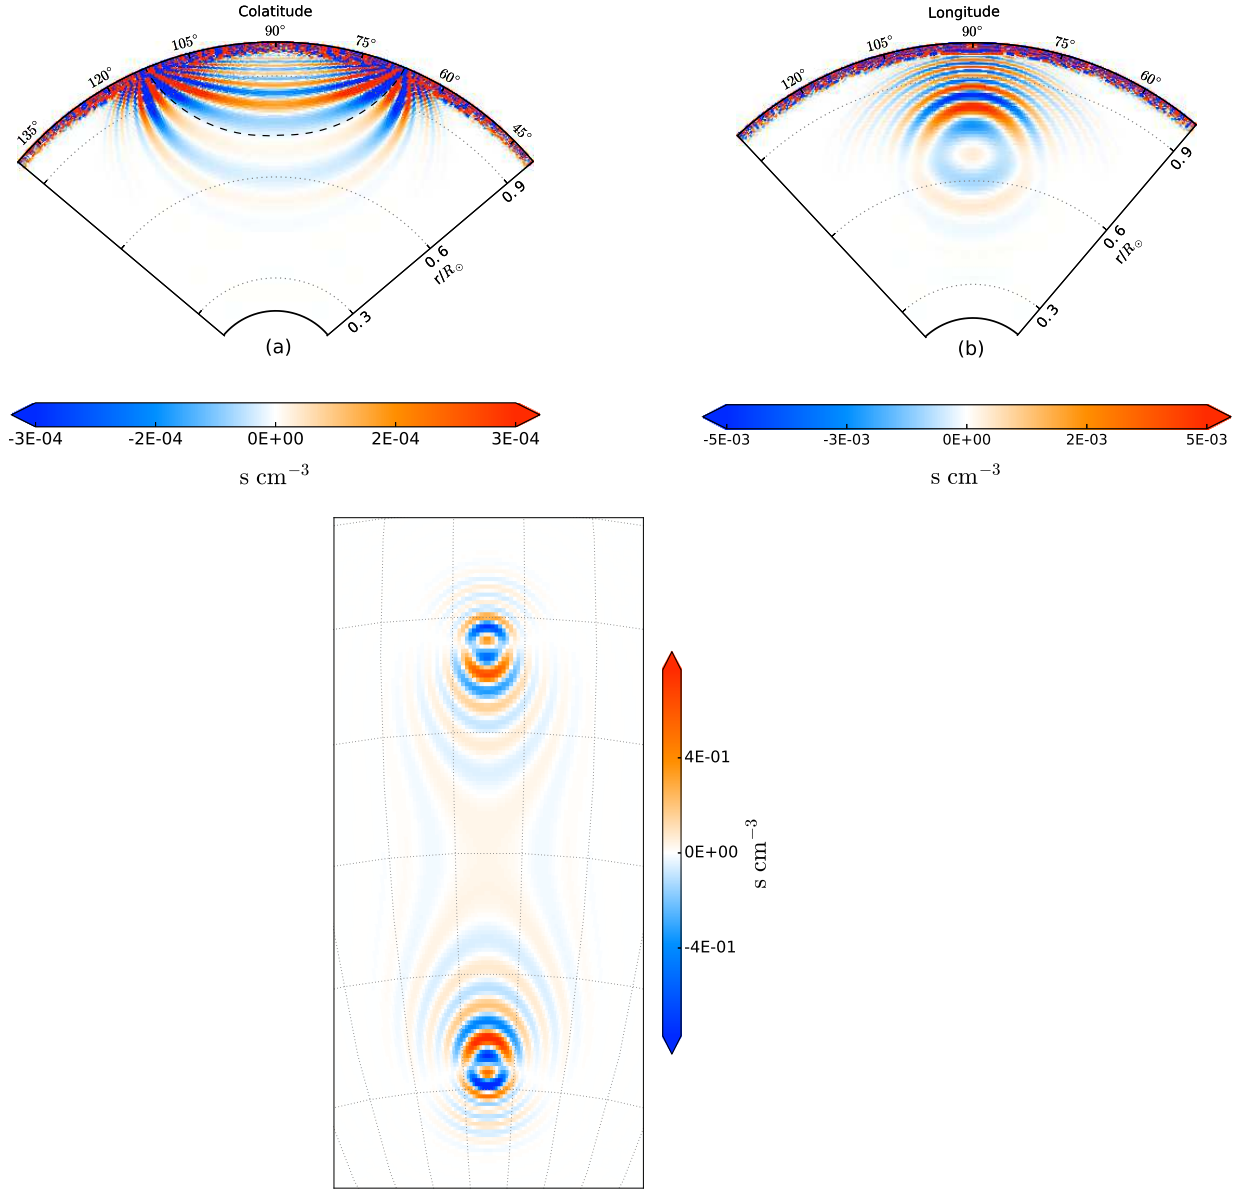 Colatitude
135°
120°
105°
90°
75°
60°
45°
0.9
0.6
r/R⊙
0.3
(a)
-3E-04 -2E-04 0E+00 2E-04 3E-04
s cm⁻³
Longitude
120°
105°
90°
75°
60°
0.9
0.6
r/R⊙
0.3
(b)
-5E-03 -3E-03 0E+00 2E-03 5E-03
s cm⁻³
4E-01
0E+00
-4E-01
s cm⁻³